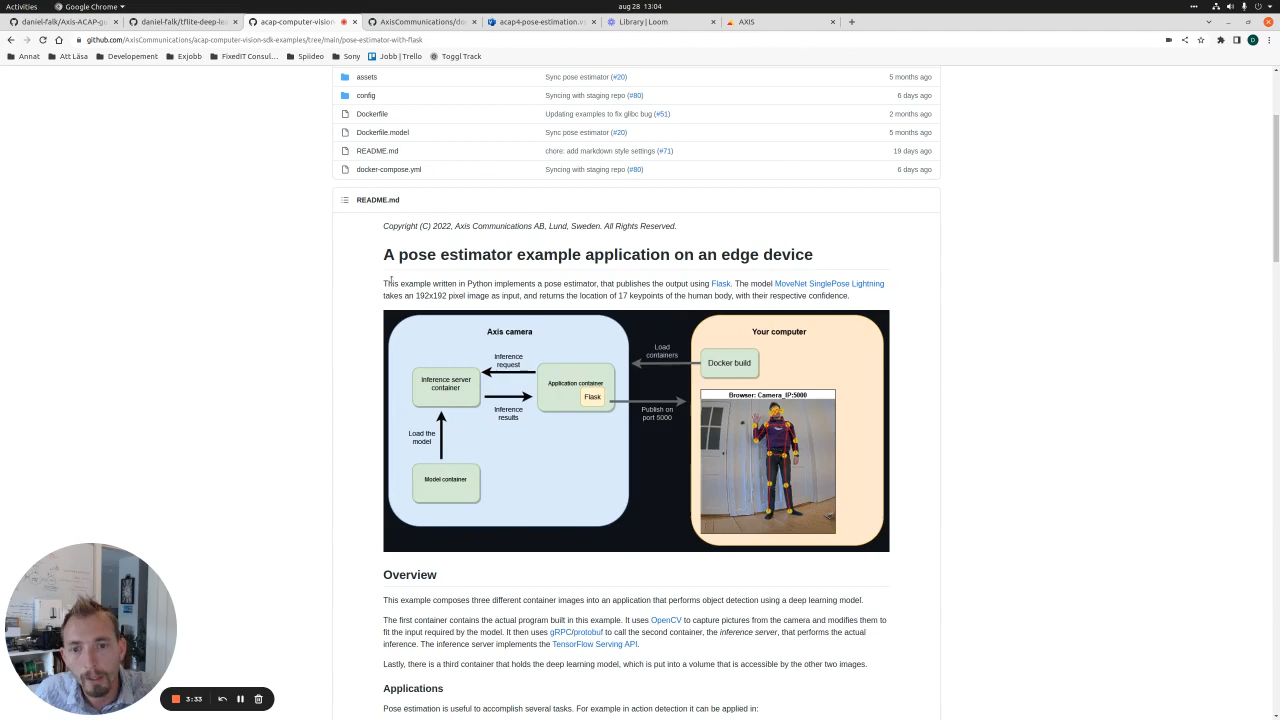 Activities
Google Chrome
aug 28 13:04
daniel-falk/Axis-ACAP-gu
daniel-falk/tflite-deep-lea
acap-computer-vision
AxisCommunications/do
acap4-pose-estimation.vs
Library | Loom
AXIS
github.com/AxisCommunications/acap-computer-vision-sdk-examples/tree/main/pose-estimator-with-flask
D
Annat
Att Läsa
Developement
Exjobb
FixedIT Consul...
Spiideo
Sony
Jobb | Trello
Toggl Track
assets Sync pose estimator (#20) 5 months ago
config Syncing with staging repo (#80) 6 days ago
Dockerfile Updating examples to fix glibc bug (#51) 2 months ago
Dockerfile.model Sync pose estimator (#20) 5 months ago
README.md chore: add markdown style settings (#71) 19 days ago
docker-compose.yml Syncing with staging repo (#80) 6 days ago
README.md
Copyright (C) 2022, Axis Communications AB, Lund, Sweden. All Rights Reserved.
A pose estimator example application on an edge device
This example written in Python implements a pose estimator, that publishes the output using Flask. The model MoveNet SinglePose Lightning
takes an 192x192 pixel image as input, and returns the location of 17 keypoints of the human body, with their respective confidence.
Axis camera
Inference
request
Inference server
container
Application container
Flask
Inference
results
Load the
model
Model container
Load
containers
Publish on
port 5000
Your computer
Docker build
Browser: Camera_IP:5000
Overview
This example composes three different container images into an application that performs object detection using a deep learning model.
The first container contains the actual program built in this example. It uses OpenCV to capture pictures from the camera and modifies them to
fit the input required by the model. It then uses gRPC/protobuf to call the second container, the inference server, that performs the actual
inference. The inference server implements the TensorFlow Serving API.
Lastly, there is a third container that holds the deep learning model, which is put into a volume that is accessible by the other two images.
Applications
Pose estimation is useful to accomplish several tasks. For example in action detection it can be applied in:
3:33